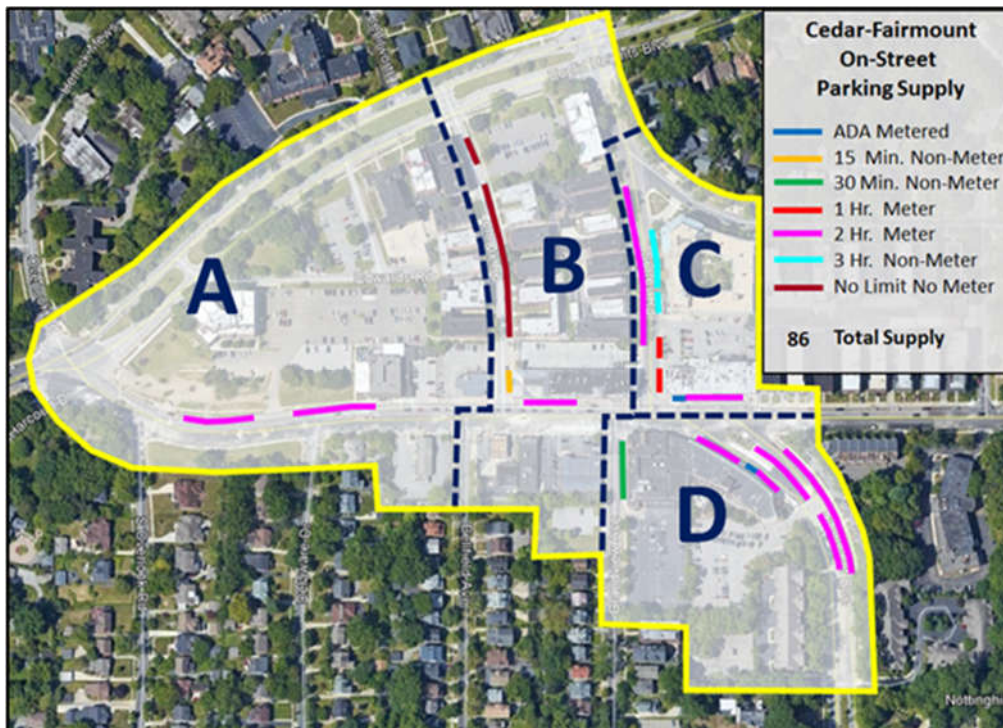 Cedar-Fairmount
On-Street
Parking Supply
ADA Metered
15 Min. Non-Meter
30 Min. Non-Meter
1 Hr. Meter
2 Hr. Meter
3 Hr. Non-Meter
No Limit No Meter
86 Total Supply
A
B
C
D